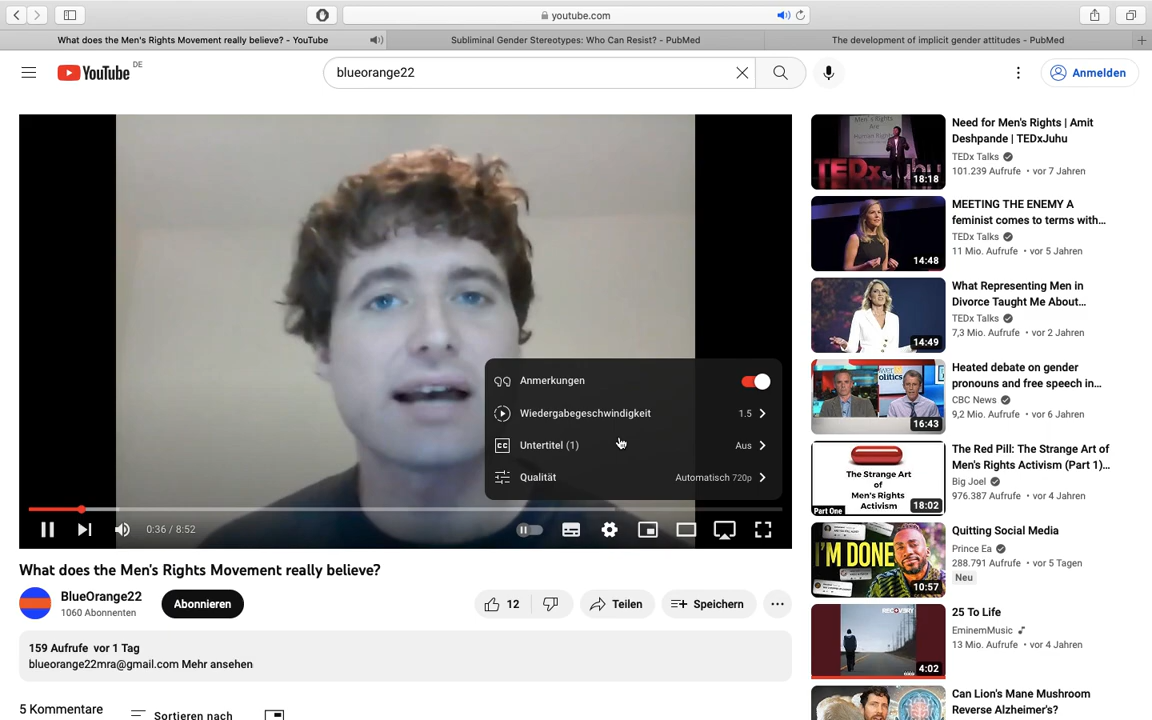 youtube.com
What does the Men's Rights Movement really believe? - YouTube
Subliminal Gender Stereotypes: Who Can Resist? - PubMed
The development of implicit gender attitudes - PubMed
YouTube DE
blueorange22
Anmelden
Anmerkungen
Wiedergabegeschwindigkeit 1.5
CC Untertitel (1) Aus
Qualität Automatisch 720p
0:36 / 8:52
What does the Men's Rights Movement really believe?
BlueOrange22
1060 Abonnenten
Abonnieren
12
Teilen
Speichern
159 Aufrufe vor 1 Tag
blueorange22mra@gmail.com Mehr ansehen
5 Kommentare
Sortieren nach
Men's Rights Are Human Rights
TEDxJuhu
18:18
Need for Men's Rights | Amit
Deshpande | TEDxJuhu
TEDx Talks
101.239 Aufrufe • vor 7 Jahren
14:48
MEETING THE ENEMY A
feminist comes to terms with...
TEDx Talks
11 Mio. Aufrufe • vor 5 Jahren
14:49
What Representing Men in
Divorce Taught Me About...
TEDx Talks
7,3 Mio. Aufrufe • vor 2 Jahren
16:43
Heated debate on gender
pronouns and free speech in...
CBC News
9,2 Mio. Aufrufe • vor 6 Jahren
The Strange Art
of
Men's Rights
Activism
Part One
18:02
The Red Pill: The Strange Art of
Men's Rights Activism (Part 1)...
Big Joel
976.387 Aufrufe • vor 4 Jahren
I'M DONE
10:57
Quitting Social Media
Prince Ea
288.791 Aufrufe • vor 5 Tagen
Neu
4:02
25 To Life
EminemMusic
13 Mio. Aufrufe • vor 4 Jahren
Can Lion's Mane Mushroom
Reverse Alzheimer's?